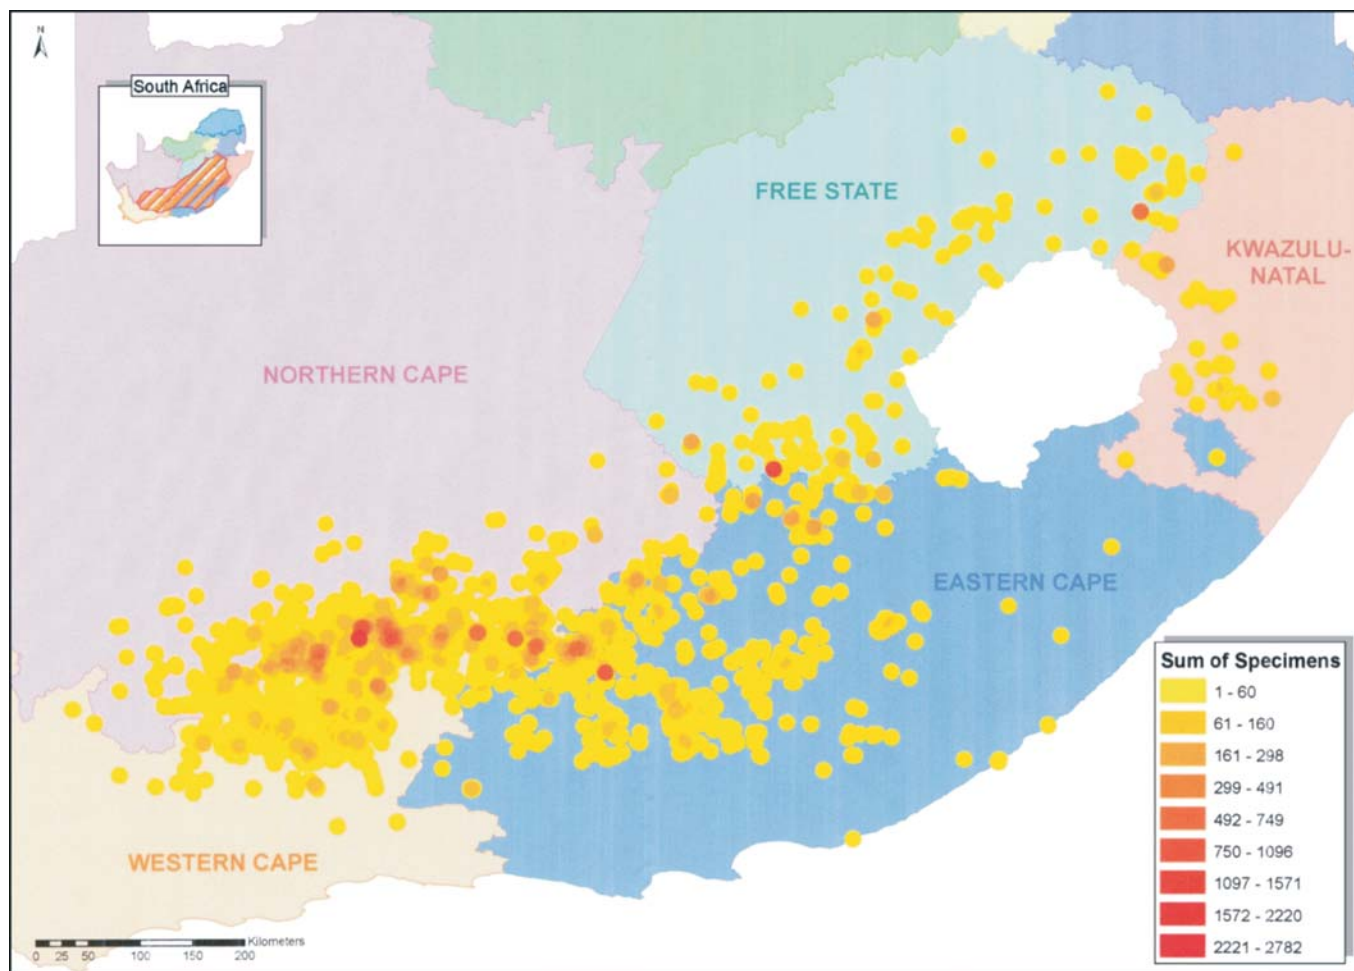 N
South Africa
FREE STATE
KWAZULU-
NATAL
NORTHERN CAPE
EASTERN CAPE
WESTERN CAPE
Sum of Specimens
1 - 60
61 - 160
161 - 298
299 - 491
492 - 749
750 - 1096
1097 - 1571
1572 - 2220
2221 - 2782
Kilometers
0 25 50 100 150 200